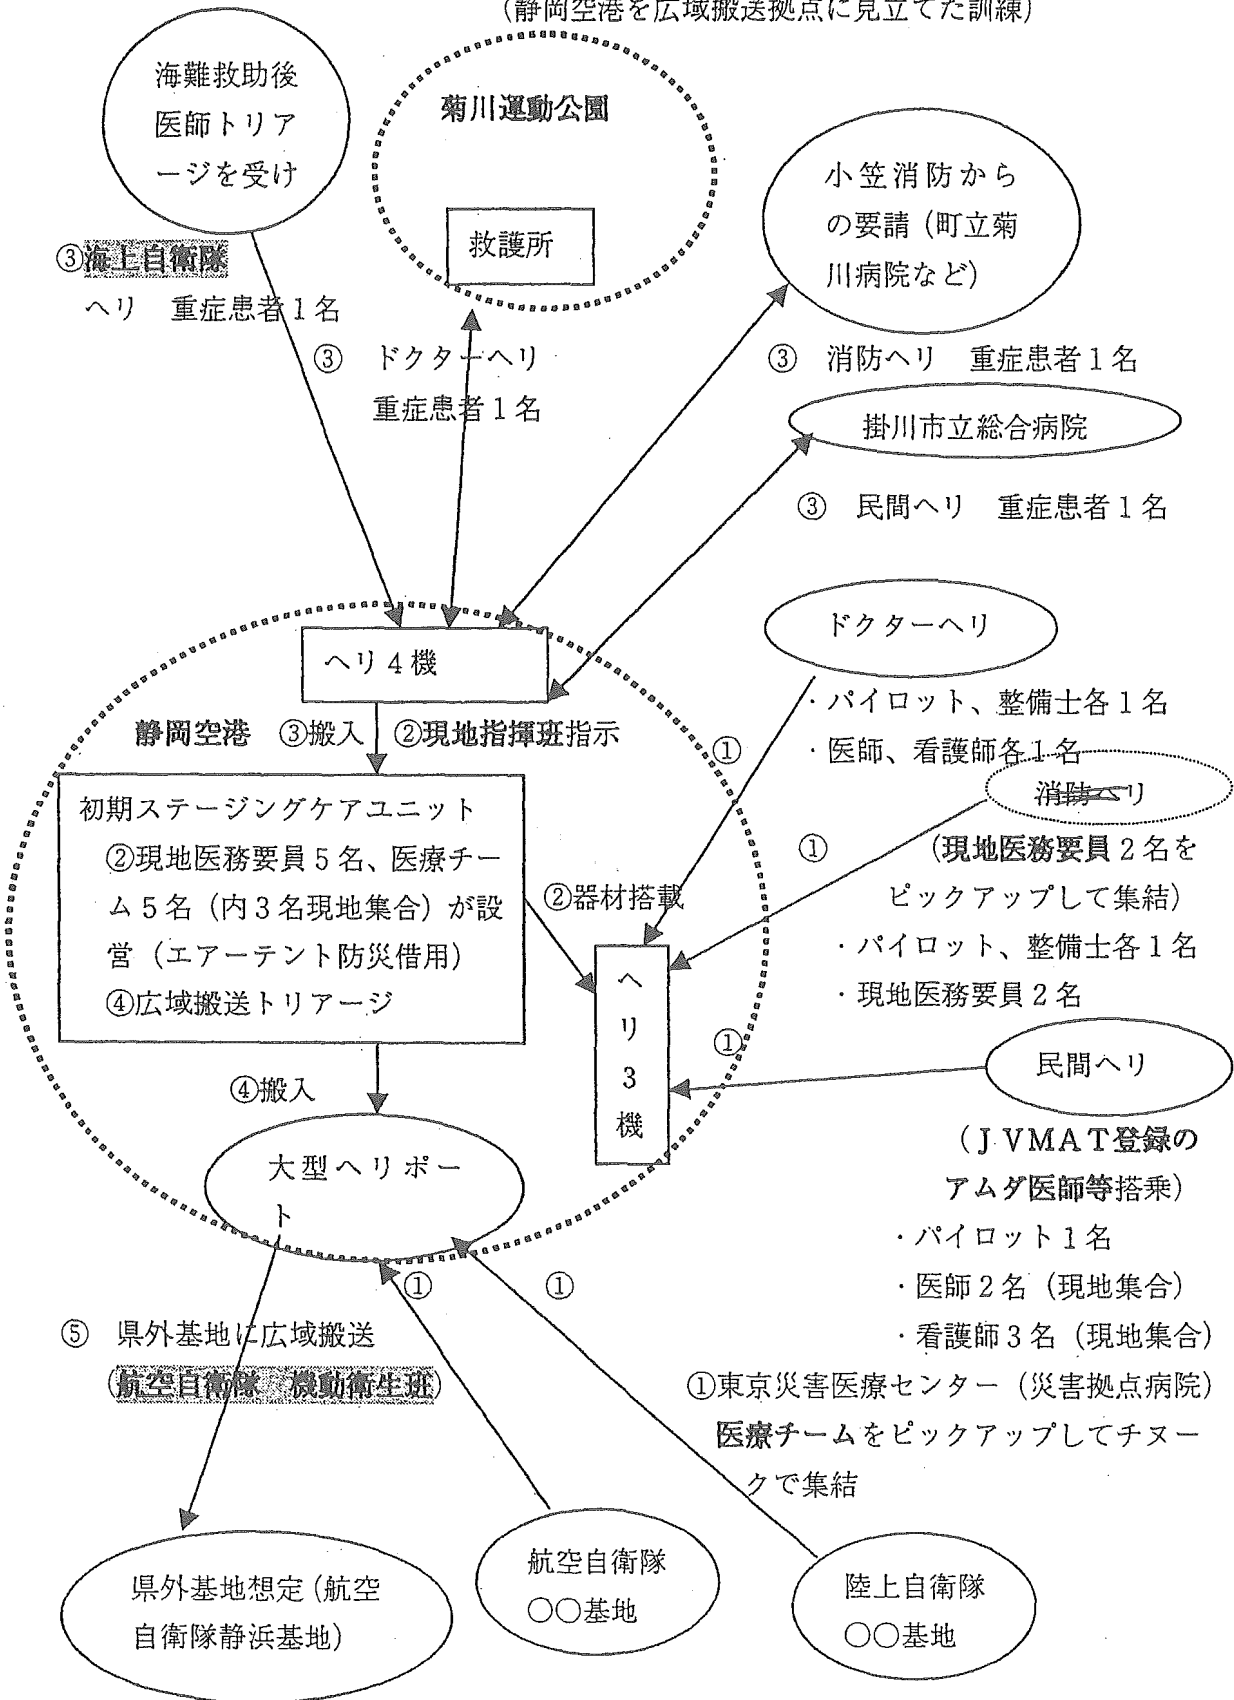 (静岡空港を広域搬送拠点に見立てた訓練)
海難救助後
医師トリア
ージを受け
菊川運動公園
救護所
小笠消防から
の要請（町立菊
川病院など）
③海上自衛隊
ヘリ　重症患者１名
③　ドクターヘリ
重症患者１名
③　消防ヘリ　重症患者１名
掛川市立総合病院
③　民間ヘリ　重症患者１名
ヘリ４機
静岡空港　③搬入　②現地指揮班指示
初期ステージングケアユニット
②現地医務要員５名、医療チー
ム５名（内３名現地集合）が設
営（エアーテント防災借用）
④広域搬送トリアージ
②器材搭載
ヘリ３機
④搬入
大型ヘリポー
ト
ドクターヘリ
・パイロット、整備士各１名
・医師、看護師各１名
①
消防ヘリ
①
（現地医務要員２名を
ピックアップして集結）
・パイロット、整備士各１名
・現地医務要員２名
①
民間ヘリ
（ＪＶＭＡＴ登録の
アムダ医師等搭乗）
・パイロット１名
・医師２名（現地集合）
・看護師３名（現地集合）
①
①
⑤　県外基地に広域搬送
（航空自衛隊　機動衛生班）
①東京災害医療センター（災害拠点病院）
医療チームをピックアップしてチヌー
クで集結
県外基地想定（航空
自衛隊静浜基地）
航空自衛隊
○○基地
陸上自衛隊
○○基地